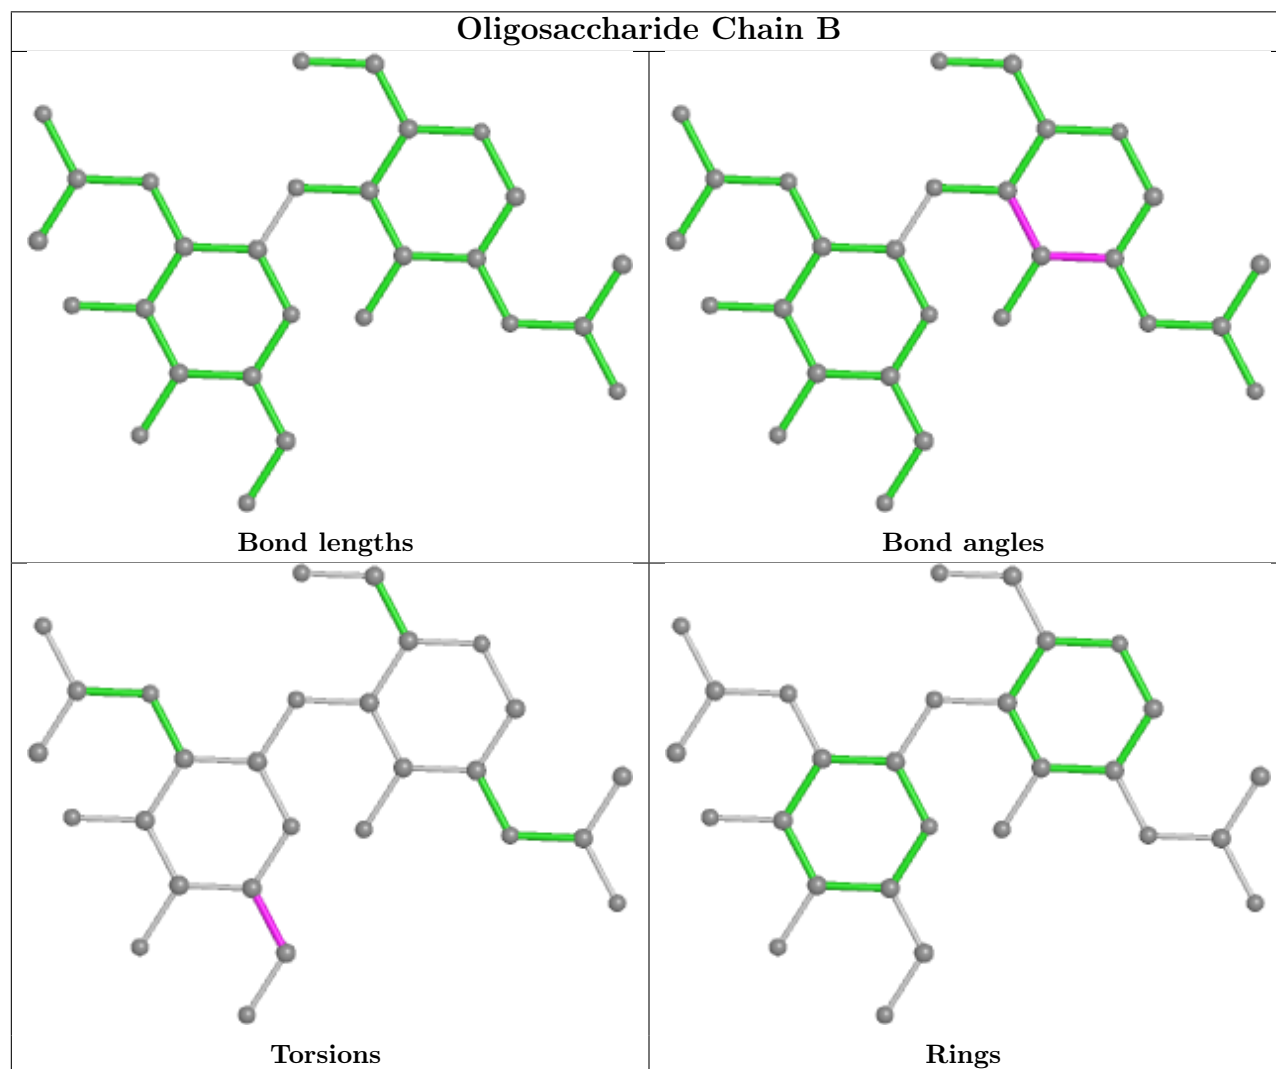 Oligosaccharide Chain B
Bond lengths
Bond angles
Torsions
Rings